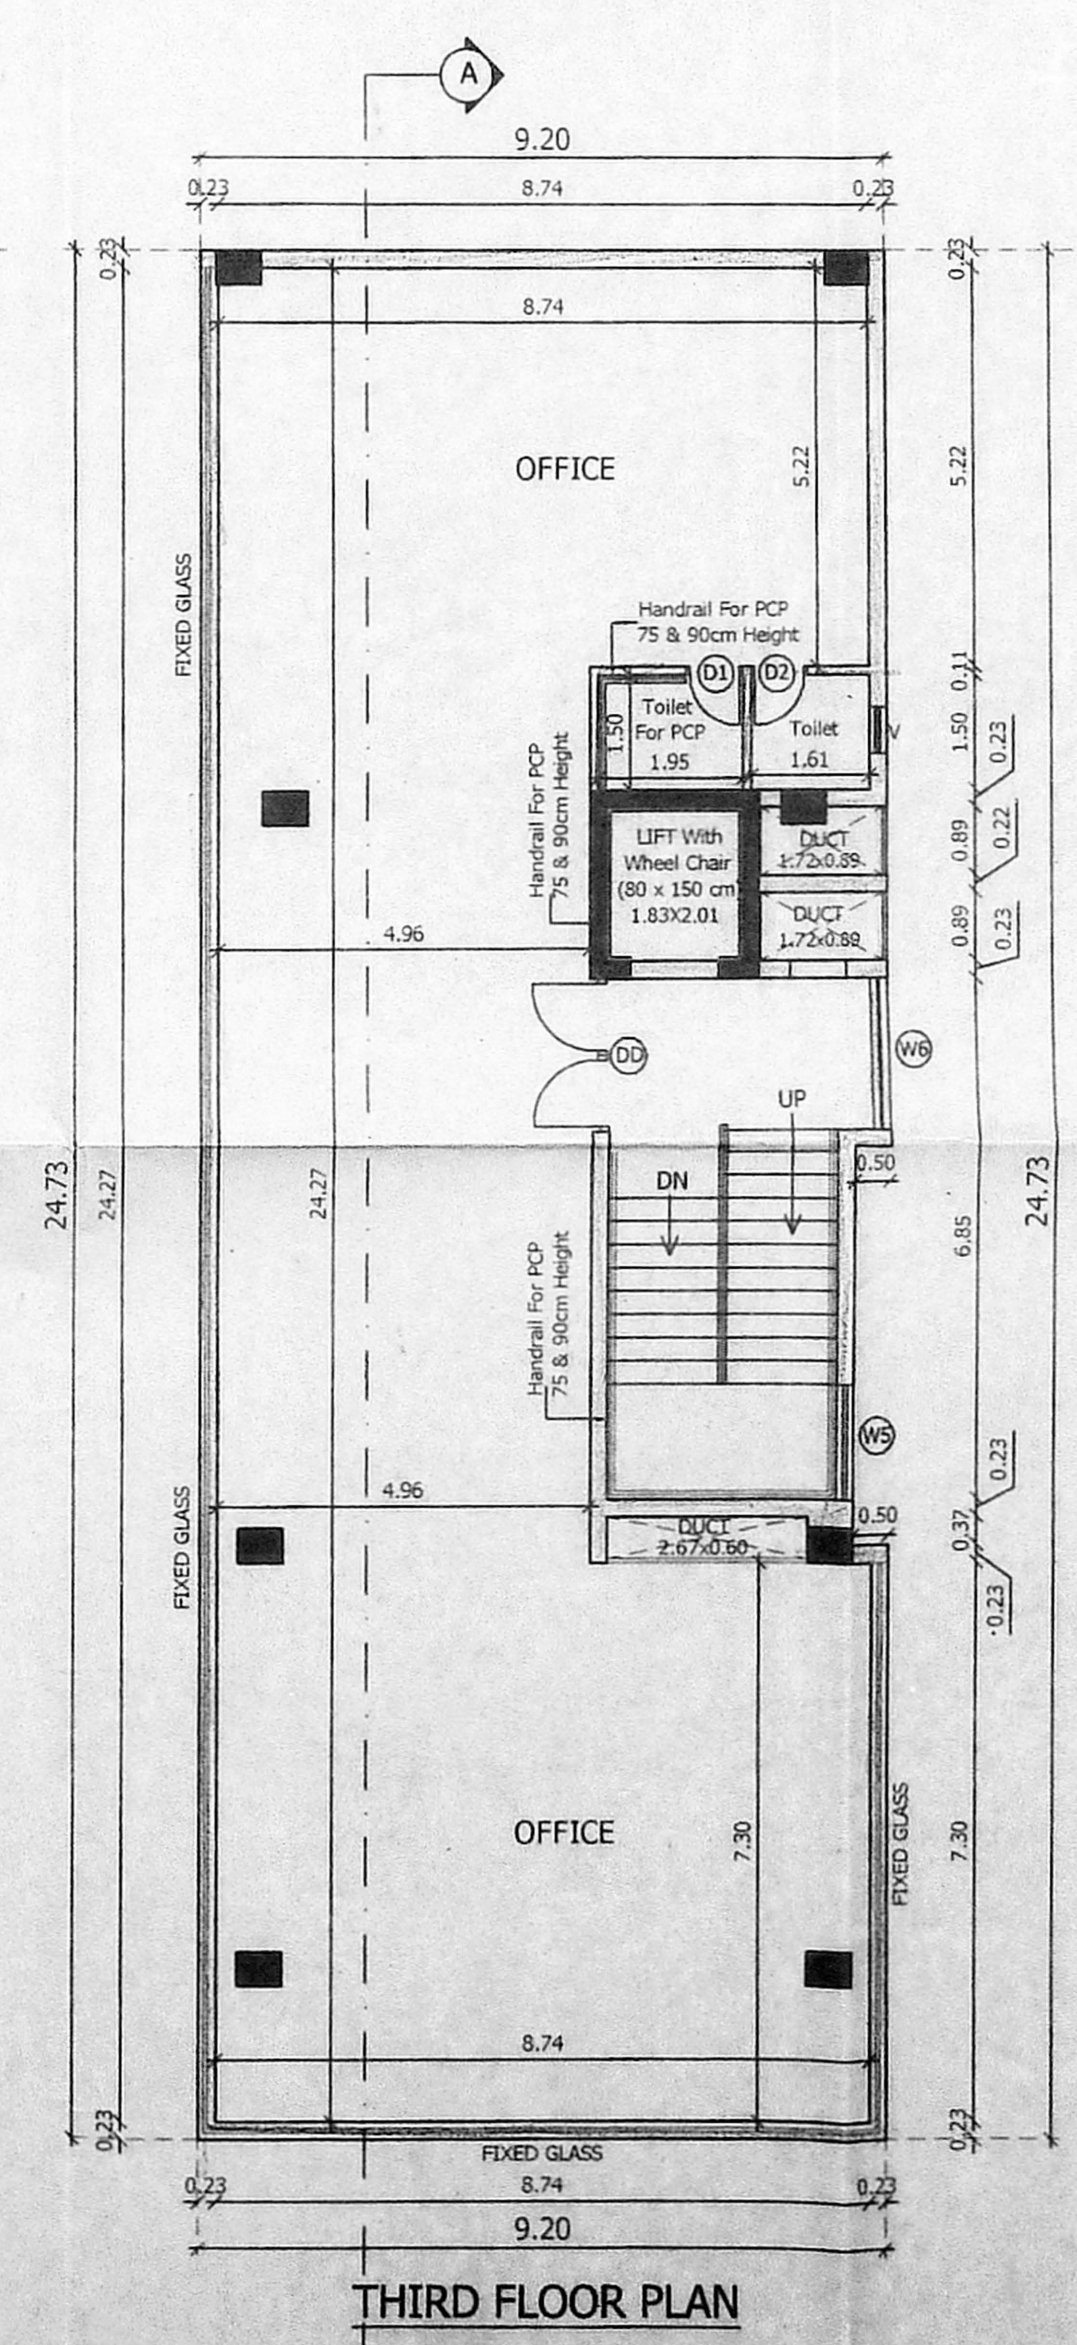 A
9.20
0.23
8.74
0.23
0.23
0.23
8.74
OFFICE
5.22
5.22
FIXED GLASS
Handrail For PCP
75 & 90cm Height
D1
D2
0.11
Toilet
For PCP
1.50
1.95
Toilet
1.61
V
1.50
0.23
Handrail For PCP
75 & 90cm Height
LIFT With
Wheel Chair
(80 x 150 cm)
1.83X2.01
DUCT
1.72x0.89
DUCT
1.72x0.89
0.89
0.22
0.89
0.23
4.96
DD
W6
UP
DN
0.50
24.73
24.27
24.27
6.85
24.73
Handrail For PCP
75 & 90cm Height
W5
0.23
4.96
FIXED GLASS
DUCT
2.67x0.60
0.50
0.37
0.23
OFFICE
7.30
FIXED GLASS
7.30
8.74
0.23
0.23
FIXED GLASS
0.23
8.74
0.23
9.20
THIRD FLOOR PLAN